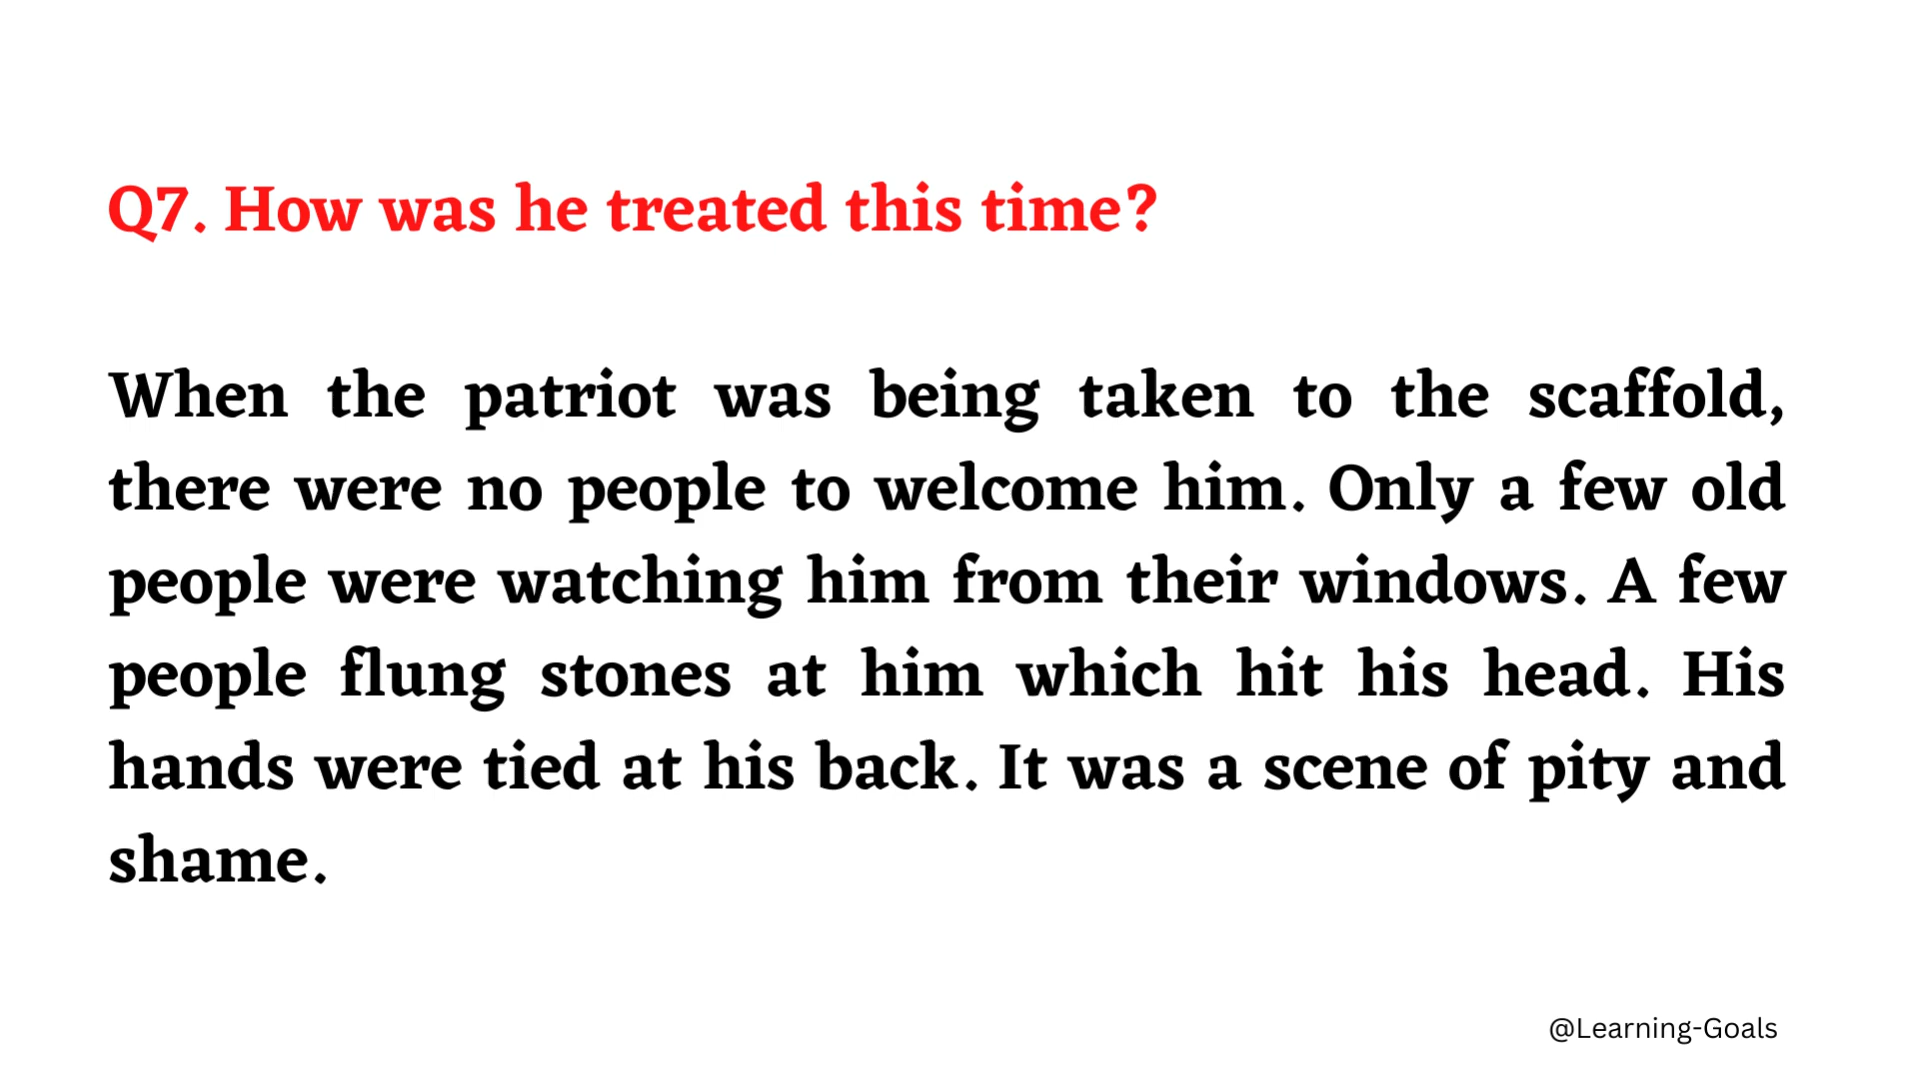 Q7. How was he treated this time?
When the patriot was being taken to the scaffold,
there were no people to welcome him. Only a few old
people were watching him from their windows. A few
people flung stones at him which hit his head. His
hands were tied at his back. It was a scene of pity and
shame.
@Learning-Goals